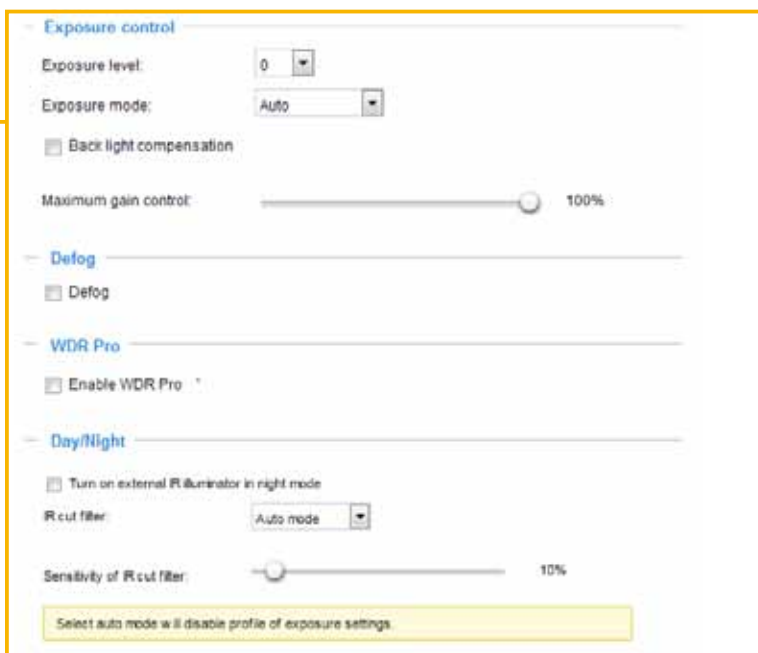 Exposure control
Exposure level: 0
Exposure mode: Auto
Back light compensation
Maximum gain control: 100%
Defog
Defog
WDR Pro
Enable WDR Pro *
Day/Night
Turn on external IR illuminator in night mode
IR cut filter: Auto mode
Sensitivity of IR cut filter: 10%
Select auto mode will disable profile of exposure settings.